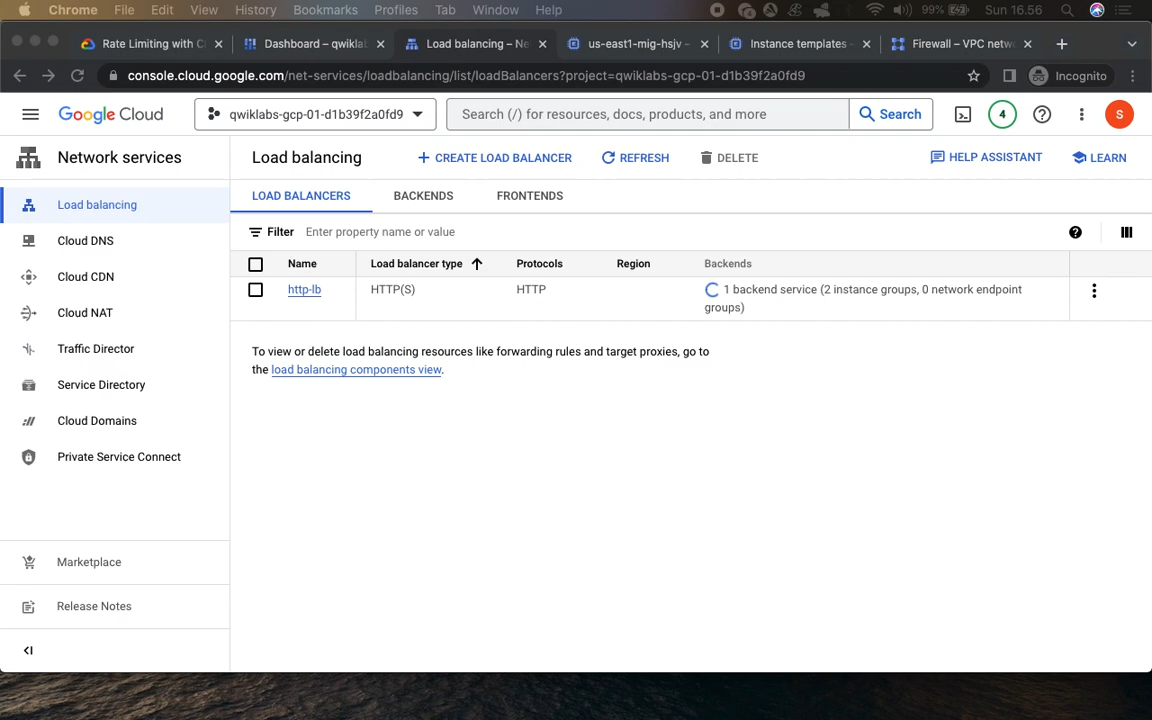 Chrome File Edit View History Bookmarks Profiles Tab Window Help 99% Sun 16.56
Rate Limiting with C
Dashboard – qwiklab
Load balancing – Ne
us-east1-mig-hsjv –
Instance templates –
Firewall – VPC netw
console.cloud.google.com/net-services/loadbalancing/list/loadBalancers?project=qwiklabs-gcp-01-d1b39f2a0fd9
Incognito
Google Cloud
qwiklabs-gcp-01-d1b39f2a0fd9
Search (/) for resources, docs, products, and more
Search
4
S
Network services
Load balancing
CREATE LOAD BALANCER
REFRESH
DELETE
HELP ASSISTANT
LEARN
Load balancing
Cloud DNS
Cloud CDN
Cloud NAT
Traffic Director
Service Directory
Cloud Domains
Private Service Connect
Marketplace
Release Notes
LOAD BALANCERS BACKENDS FRONTENDS
Filter Enter property name or value
Name Load balancer type Protocols Region Backends
http-lb HTTP(S) HTTP 1 backend service (2 instance groups, 0 network endpoint
groups)
To view or delete load balancing resources like forwarding rules and target proxies, go to
the load balancing components view.